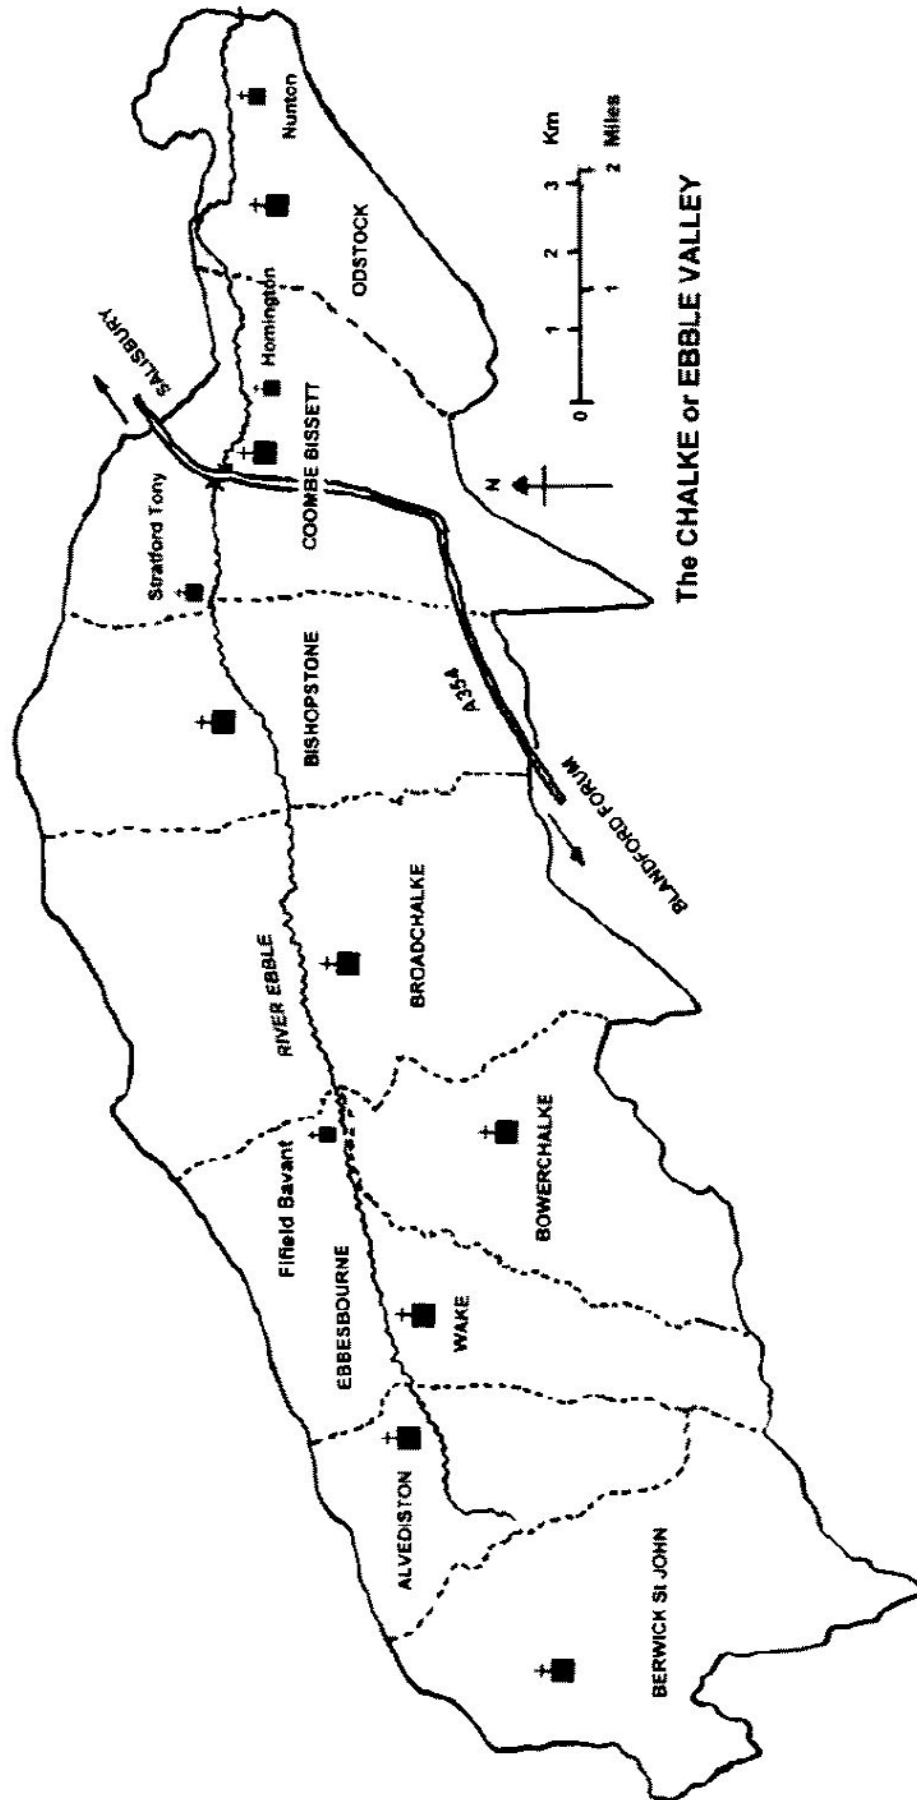 SALISBURY
Stratford Tony
Nunton
Homington
RIVER EBBLE
Fifield Bavant
BISHOPSTONE
COOMBE BISSETT
ODSTOCK
EBBESBOURNE
WAKE
ALVEDISTON
BROADCHALKE
A354
BOWERCHALKE
BLANDFORD FORUM
BERWICK St JOHN
N
0 1 2 3 Km
1 2 Miles
The CHALKE or EBBLE VALLEY